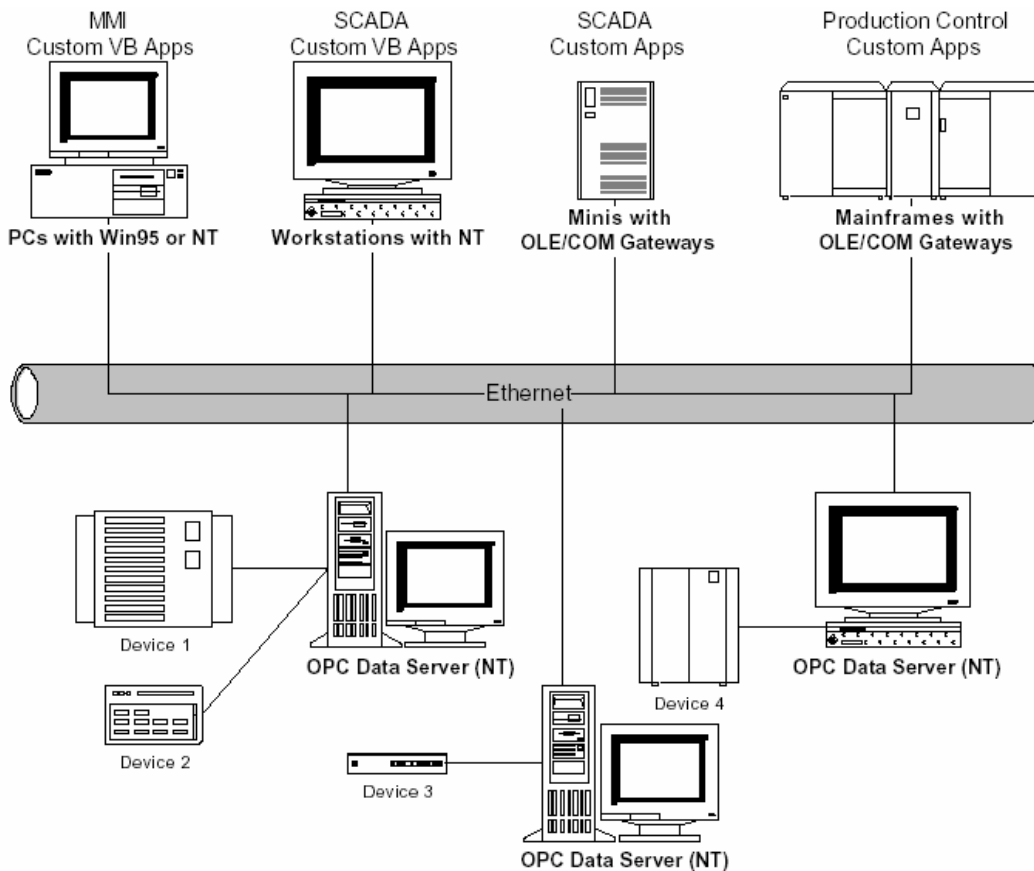 MMI
Custom VB Apps
SCADA
Custom VB Apps
SCADA
Custom Apps
Production Control
Custom Apps
PCs with Win95 or NT
Workstations with NT
Minis with
OLE/COM Gateways
Mainframes with
OLE/COM Gateways
Ethernet
Device 1
OPC Data Server (NT)
Device 2
Device 3
OPC Data Server (NT)
Device 4
OPC Data Server (NT)